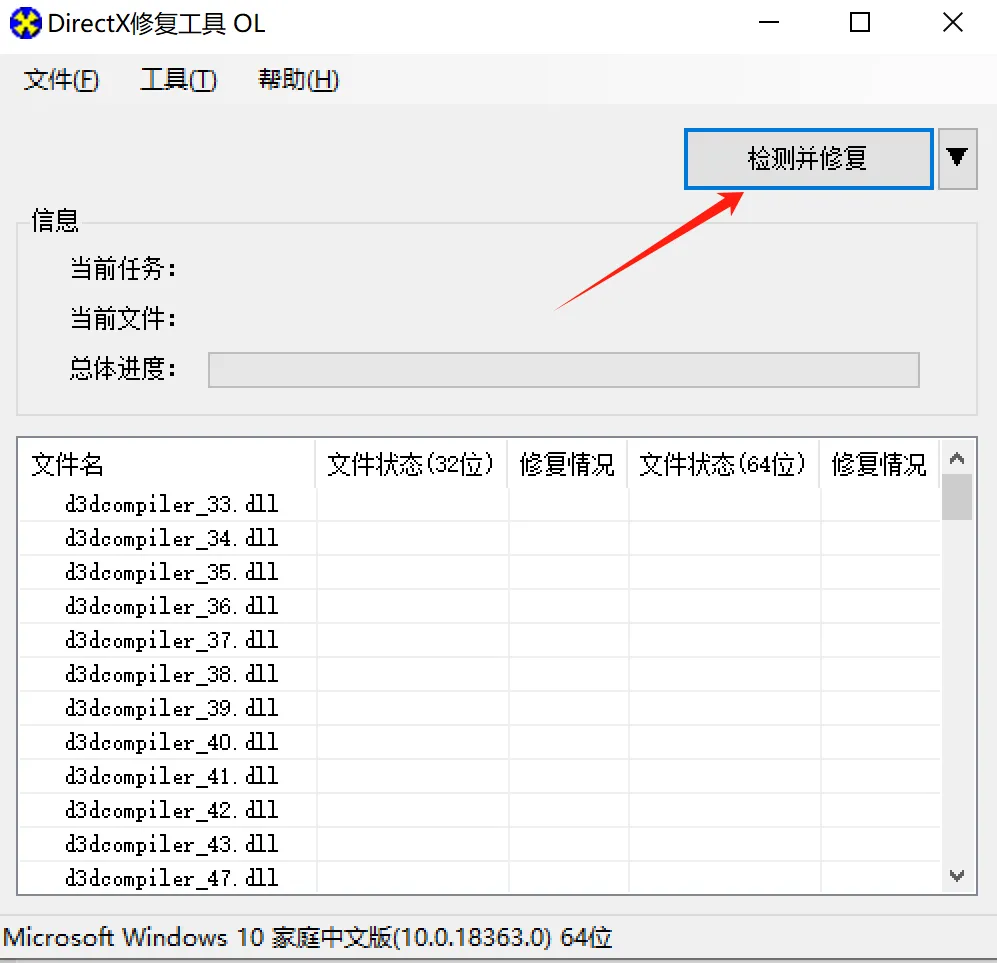 DirectX修复工具 OL
文件(F) 工具(T) 帮助(H)
检测并修复
信息
当前任务：
当前文件：
总体进度：
文件名 文件状态(32位) 修复情况 文件状态(64位) 修复情况
d3dcompiler_33.dll
d3dcompiler_34.dll
d3dcompiler_35.dll
d3dcompiler_36.dll
d3dcompiler_37.dll
d3dcompiler_38.dll
d3dcompiler_39.dll
d3dcompiler_40.dll
d3dcompiler_41.dll
d3dcompiler_42.dll
d3dcompiler_43.dll
d3dcompiler_47.dll
Microsoft Windows 10 家庭中文版(10.0.18363.0) 64位